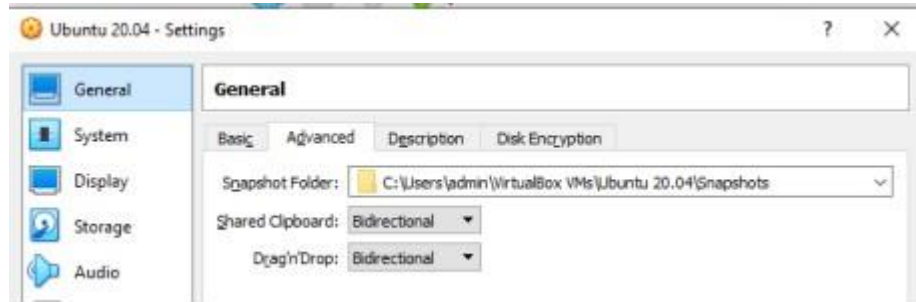 Ubuntu 20.04 - Settings ?
General
General
System
Basic Advanced Description Disk Encryption
Display
Snapshot Folder: C:\Users\admin\VirtualBox VMs\Ubuntu 20.04\Snapshots
Storage
Shared Clipboard: Bidirectional
Drag'n'Drop: Bidirectional
Audio